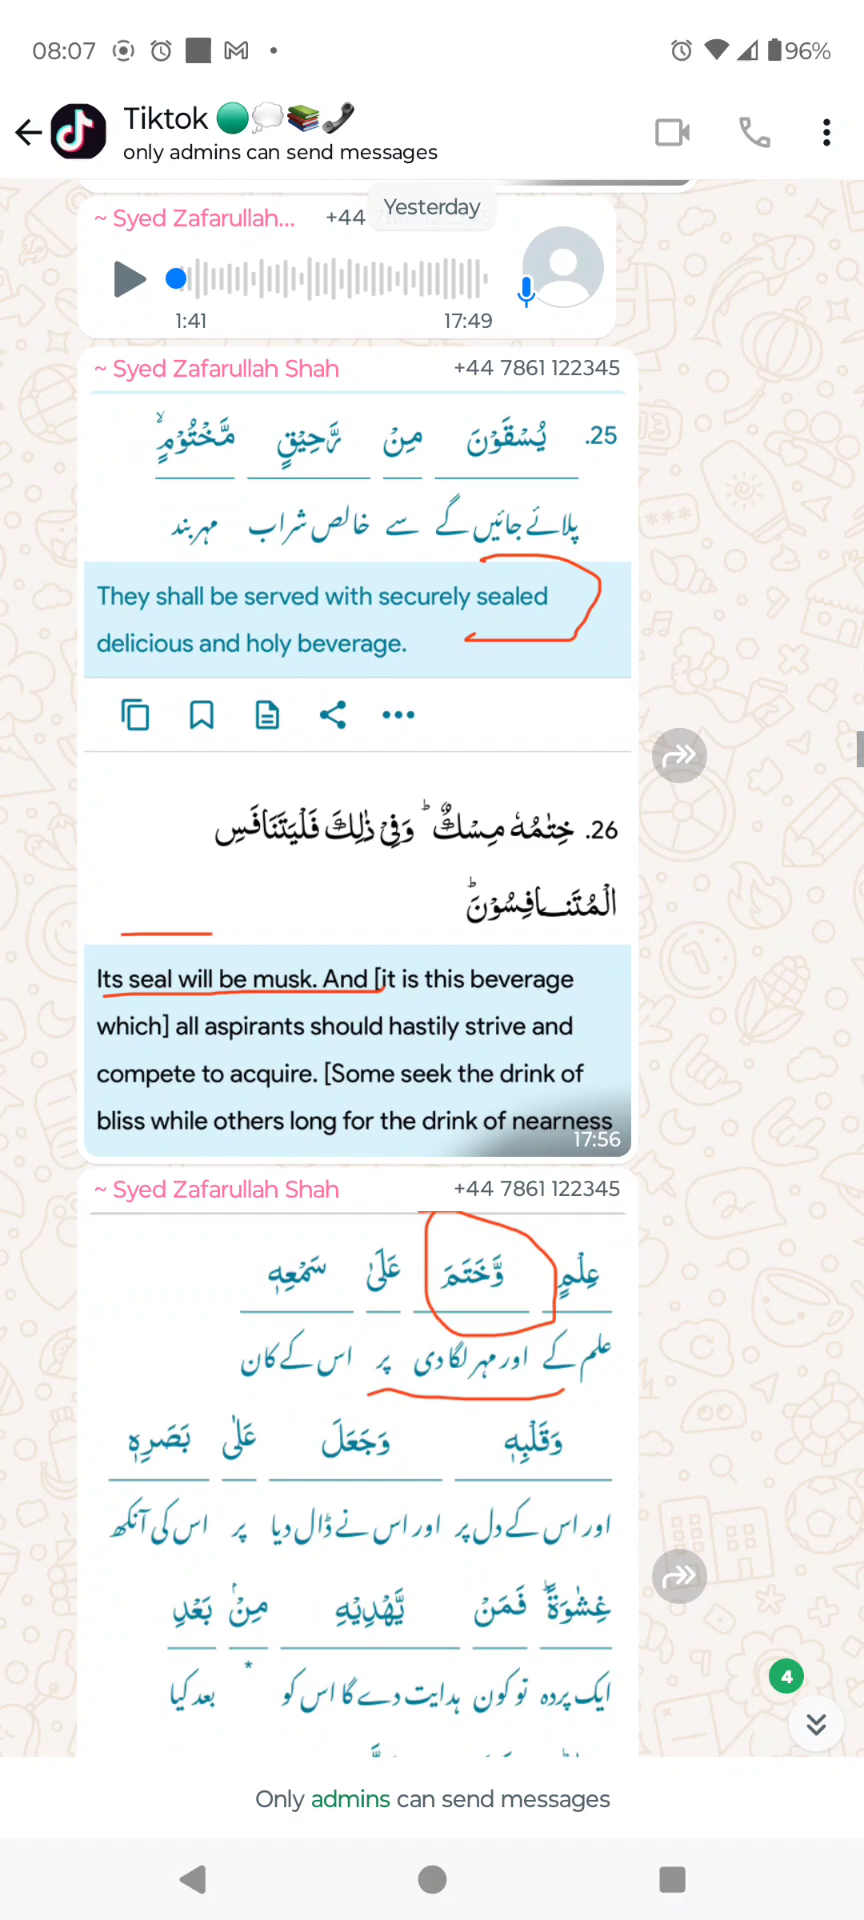 08:07
96%
Tiktok 🟢💭📚📞
only admins can send messages
Yesterday
~ Syed Zafarullah... +44
1:41 17:49
~ Syed Zafarullah Shah +44 7861 122345
25. يُسْقَوْنَ مِنْ رَّحِيْقٍ مَّخْتُوْمٍۙ
پلائے جائیں گے سے خالص شراب مہر بند
They shall be served with securely sealed
delicious and holy beverage.
26. خِتٰمُهٗ مِسْكٌ ؕ وَفِيْ ذٰلِكَ فَلْيَتَنَافَسِ
الْمُتَنَافِسُوْنَؕ
Its seal will be musk. And [it is this beverage
which] all aspirants should hastily strive and
compete to acquire. [Some seek the drink of
bliss while others long for the drink of nearness
17:56
~ Syed Zafarullah Shah +44 7861 122345
عِلْمٍ وَّخَتَمَ عَلٰى سَمْعِهٖ
علم کے اور مہر لگا دی پر اس کے کان
وَقَلْبِهٖ وَجَعَلَ عَلٰى بَصَرِهٖ
اور اس کے دل پر اور اس نے ڈال دیا پر اس کی آنکھ
غِشٰوَةًؕ فَمَنْ يَّهْدِيْهِ مِنْۢ بَعْدِ
ایک پردہ تو کون ہدایت دے گا اس کو * بعد کیا
4
Only admins can send messages